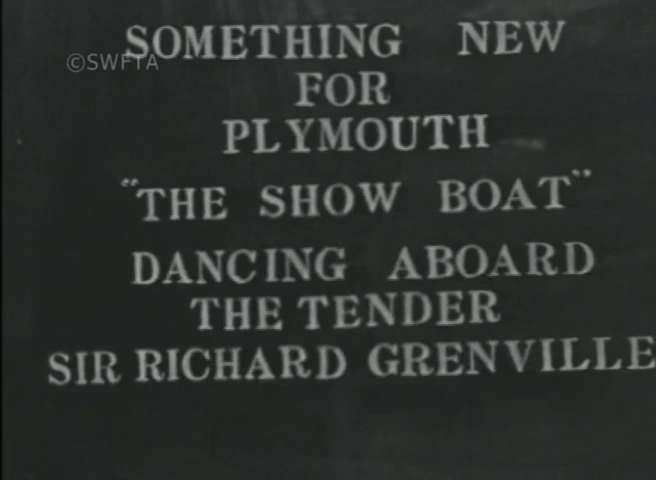 SOMETHING NEW
©SWFTA
FOR
PLYMOUTH
"THE SHOW BOAT"
DANCING ABOARD
THE TENDER
SIR RICHARD GRENVILLE